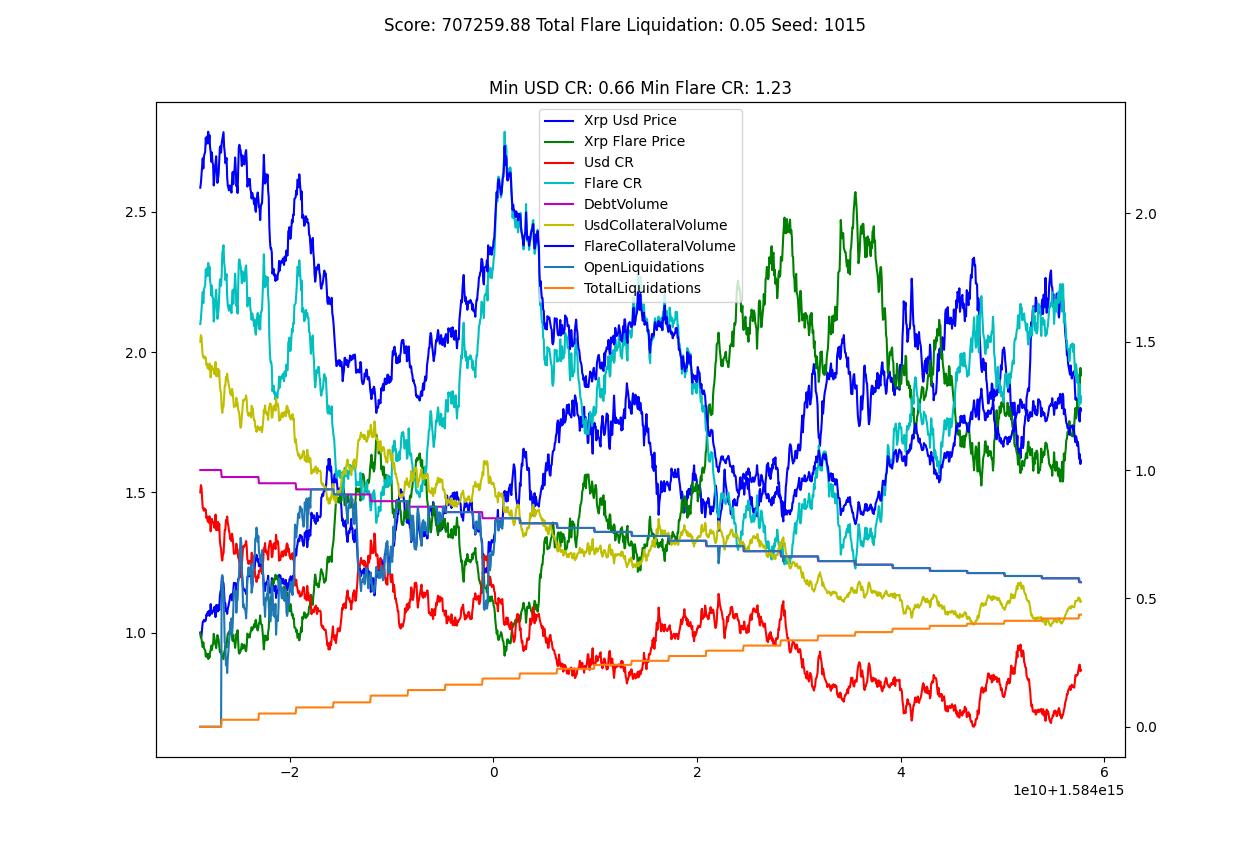 Score: 707259.88 Total Flare Liquidation: 0.05 Seed: 1015
Min USD CR: 0.66 Min Flare CR: 1.23
Xrp Usd Price
Xrp Flare Price
Usd CR
Flare CR
DebtVolume
UsdCollateralVolume
FlareCollateralVolume
OpenLiquidations
TotalLiquidations
2.5
2.0
1.5
1.0
2.0
1.5
1.0
0.5
0.0
−2
0
2
4
6
1e10+1.584e15